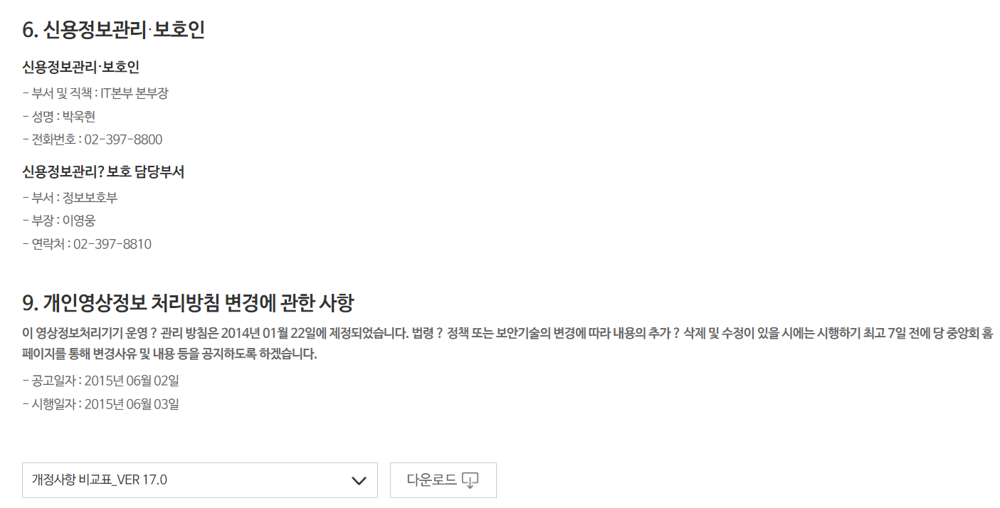 6. 신용정보관리·보호인
신용정보관리·보호인
- 부서 및 직책 : IT본부 본부장
- 성명 : 박욱현
- 전화번호 : 02-397-8800
신용정보관리? 보호 담당부서
- 부서 : 정보보호부
- 부장 : 이영웅
- 연락처 : 02-397-8810
9. 개인영상정보 처리방침 변경에 관한 사항
이 영상정보처리기기 운영 ? 관리 방침은 2014년 01월 22일에 제정되었습니다. 법령 ? 정책 또는 보안기술의 변경에 따라 내용의 추가 ? 삭제 및 수정이 있을 시에는 시행하기 최고 7일 전에 당 중앙회 홈
페이지를 통해 변경사유 및 내용 등을 공지하도록 하겠습니다.
- 공고일자 : 2015년 06월 02일
- 시행일자 : 2015년 06월 03일
개정사항 비교표_VER 17.0
다운로드